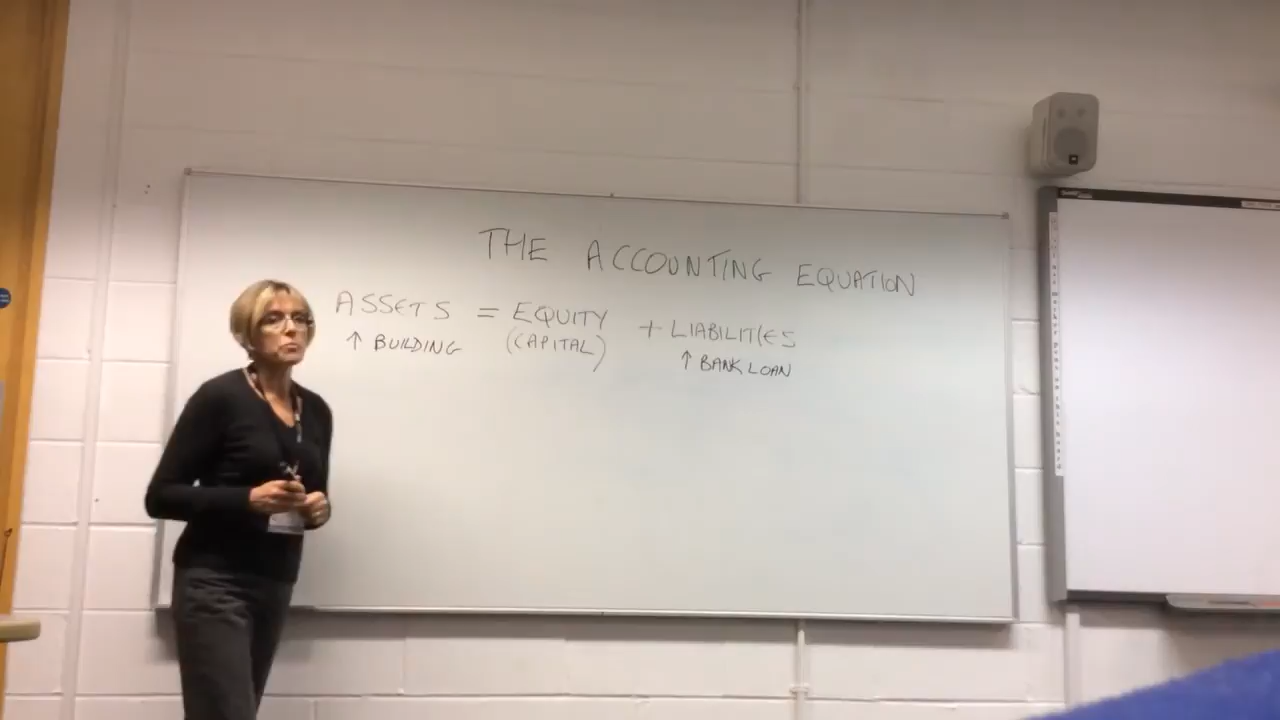 THE ACCOUNTING EQUATION
ASSETS = EQUITY + LIABILITIES
↑ BUILDING (CAPITAL) ↑ BANK LOAN